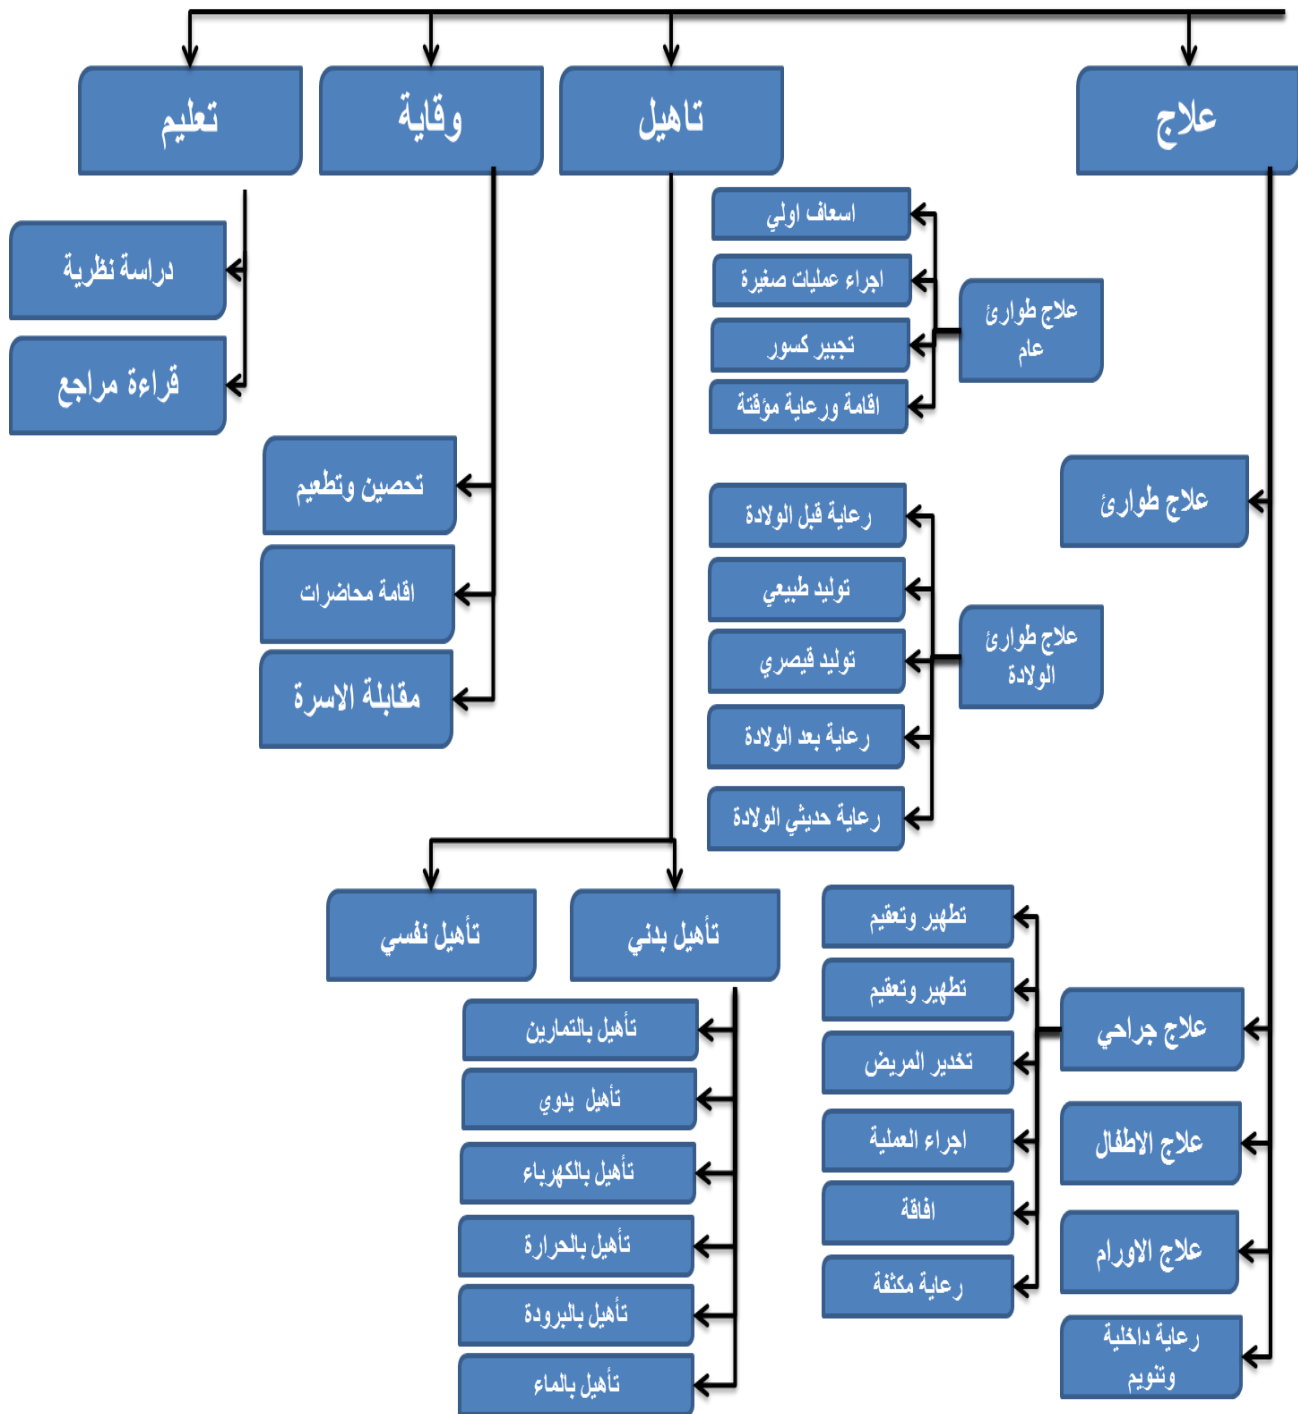 علاج
تاهيل
وقاية
تعليم
علاج طوارئ
علاج طوارئ
عام
اسعاف اولي
اجراء عمليات صغيرة
تجبير كسور
اقامة ورعاية مؤقتة
علاج طوارئ
الولادة
رعاية قبل الولادة
توليد طبيعي
توليد قيصري
رعاية بعد الولادة
رعاية حديثي الولادة
علاج جراحي
تطهير وتعقيم
تطهير وتعقيم
تخدير المريض
اجراء العملية
افاقة
رعاية مكثفة
علاج الاطفال
علاج الاورام
رعاية داخلية
وتنويم
تأهيل بدني
تأهيل نفسي
تأهيل بالتمارين
تأهيل يدوي
تأهيل بالكهرباء
تأهيل بالحرارة
تأهيل بالبرودة
تأهيل بالماء
تحصين وتطعيم
اقامة محاضرات
مقابلة الاسرة
دراسة نظرية
قراءة مراجع